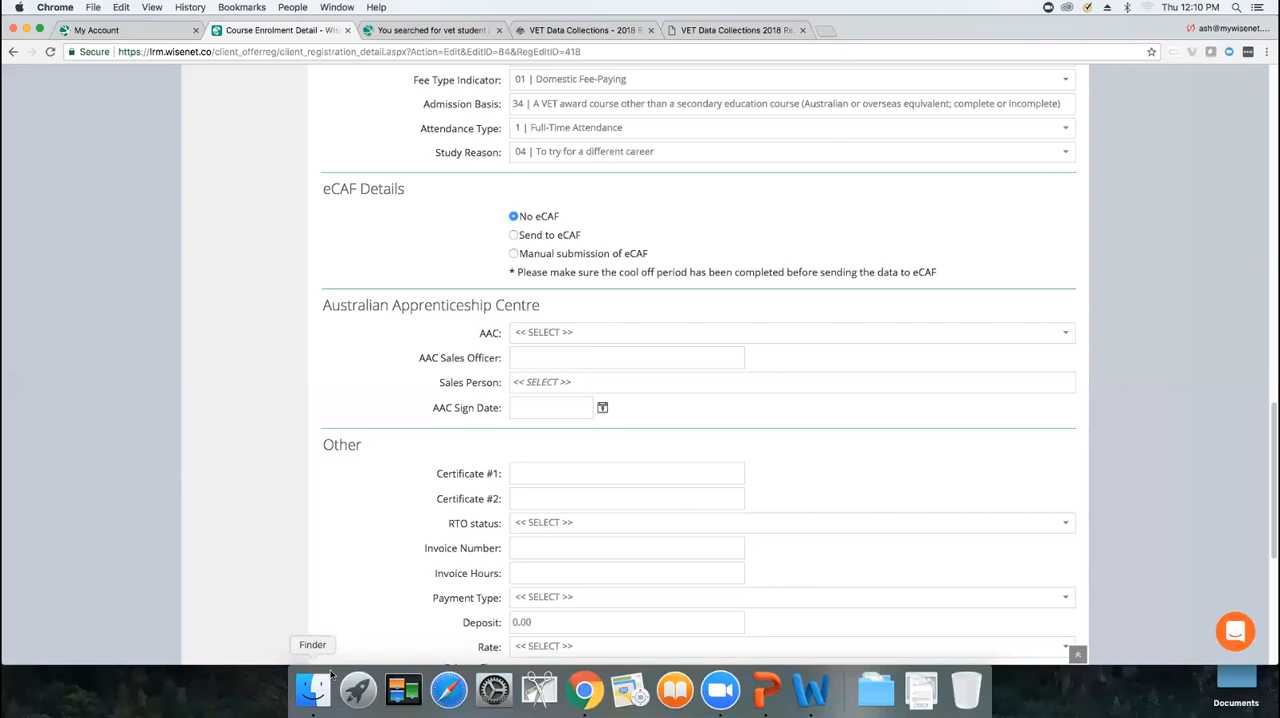 Chrome File Edit View History Bookmarks People Window Help Thu 12:10 PM
My Account Course Enrolment Detail - Wis You searched for vet student VET Data Collections - 2018 R VET Data Collections 2018 Re ash@mywisenet....
Secure https://lrm.wisenet.co/client_offerreg/client_registration_detail.aspx?Action=Edit&EditID=84&RegEditID=418
Fee Type Indicator: 01 | Domestic Fee-Paying
Admission Basis: 34 | A VET award course other than a secondary education course (Australian or overseas equivalent; complete or incomplete)
Attendance Type: 1 | Full-Time Attendance
Study Reason: 04 | To try for a different career
eCAF Details
No eCAF
Send to eCAF
Manual submission of eCAF
* Please make sure the cool off period has been completed before sending the data to eCAF
Australian Apprenticeship Centre
AAC: << SELECT >>
AAC Sales Officer:
Sales Person: << SELECT >>
AAC Sign Date:
Other
Certificate #1:
Certificate #2:
RTO status: << SELECT >>
Invoice Number:
Invoice Hours:
Payment Type: << SELECT >>
Deposit: 0.00
Rate: << SELECT >>
Finder
DOCX
Documents